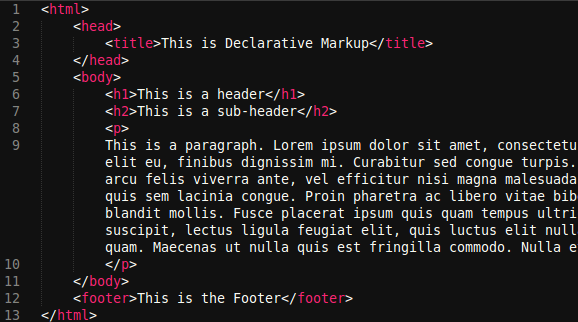 1 <html>
2 <head>
3 <title>This is Declarative Markup</title>
4 </head>
5 <body>
6 <h1>This is a header</h1>
7 <h2>This is a sub-header</h2>
8 <p>
9 This is a paragraph. Lorem ipsum dolor sit amet, consectetu
elit eu, finibus dignissim mi. Curabitur sed congue turpis.
arcu felis viverra ante, vel efficitur nisi magna malesuada
quis sem lacinia congue. Proin pharetra ac libero vitae bib
blandit mollis. Fusce placerat ipsum quis quam tempus ultri
suscipit, lectus ligula feugiat elit, quis luctus elit null
quam. Maecenas ut nulla quis est fringilla commodo. Nulla e
10 </p>
11 </body>
12 <footer>This is the Footer</footer>
13 </html>